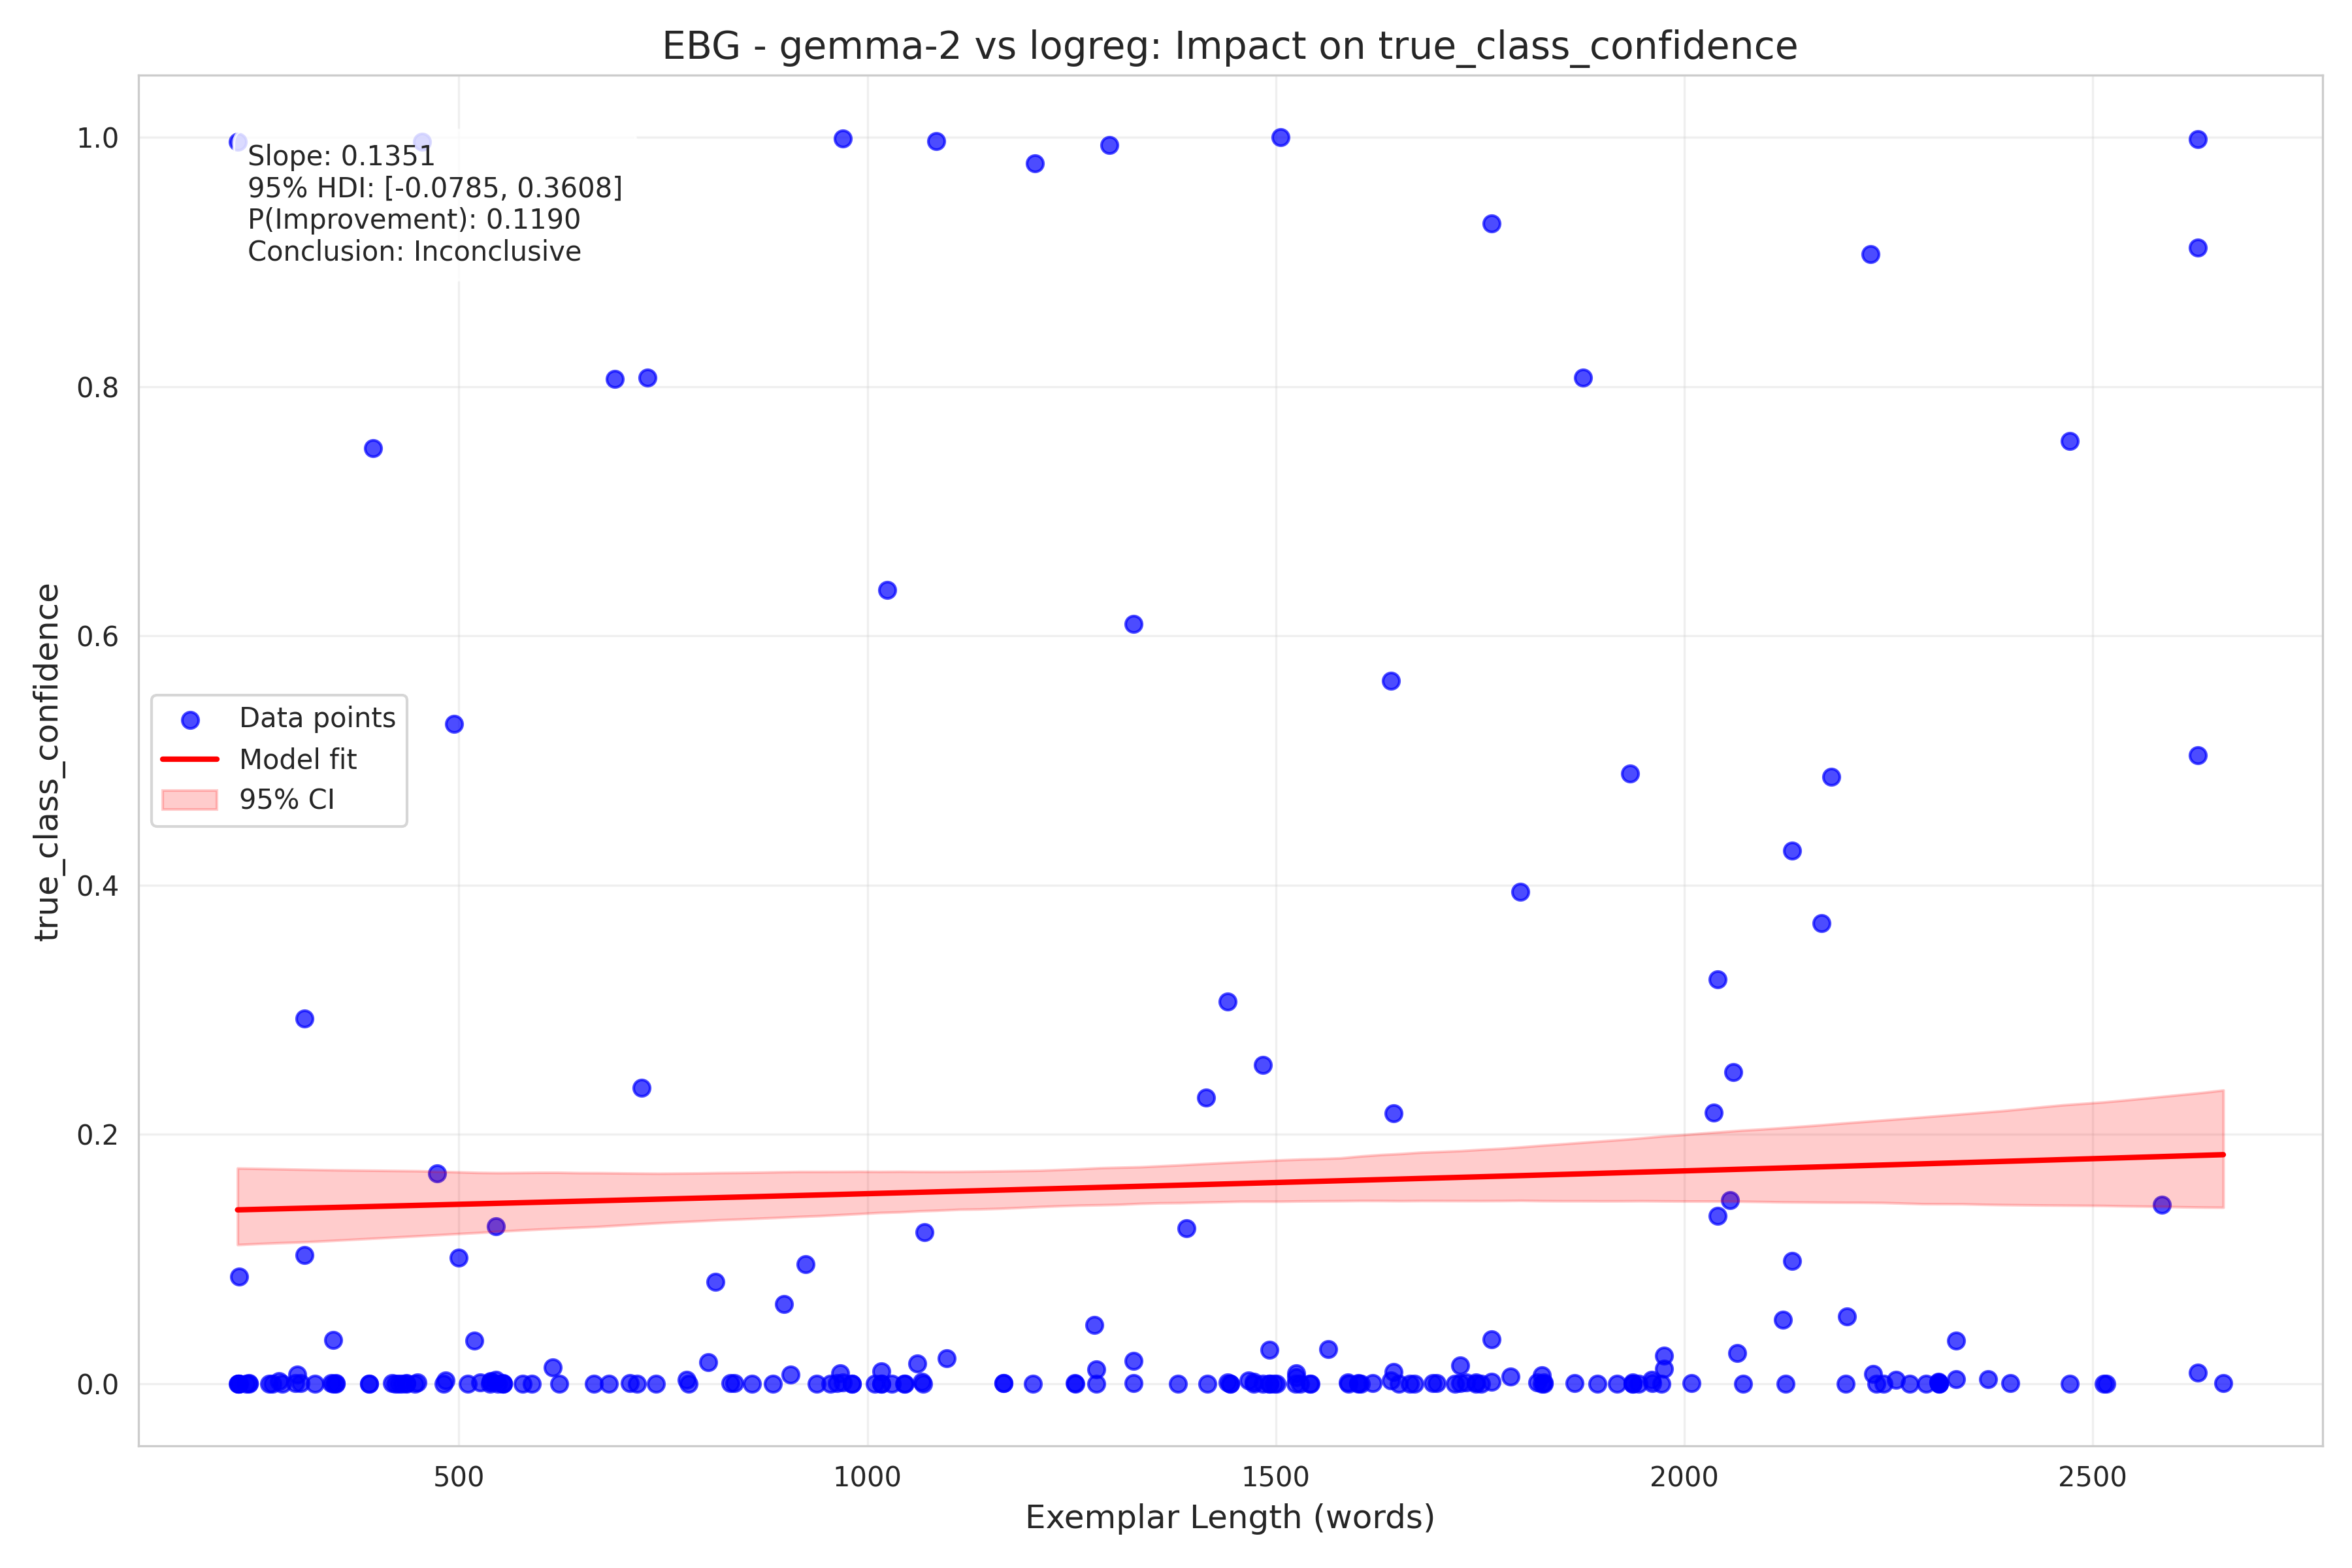 EBG - gemma-2 vs logreg: Impact on true_class_confidence
1.0
0.8
0.6
0.4
0.2
0.0
true_class_confidence
Slope: 0.1351
95% HDI: [-0.0785, 0.3608]
P(Improvement): 0.1190
Conclusion: Inconclusive
Data points
Model fit
95% CI
500
1000
1500
2000
2500
Exemplar Length (words)